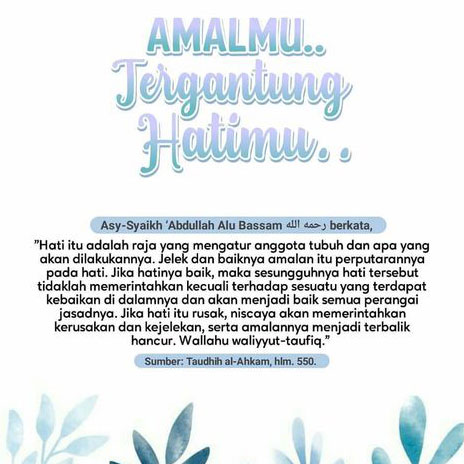 AMALMU..
Tergantung
Hatimu..
Asy-Syaikh 'Abdullah Alu Bassam رحمه الله berkata,
"Hati itu adalah raja yang mengatur anggota tubuh dan apa yang
akan dilakukannya. Jelek dan baiknya amalan itu perputarannya
pada hati. Jika hatinya baik, maka sesungguhnya hati tersebut
tidaklah memerintahkan kecuali terhadap sesuatu yang terdapat
kebaikan di dalamnya dan akan menjadi baik semua perangai
jasadnya. Jika hati itu rusak, niscaya akan memerintahkan
kerusakan dan kejelekan, serta amalannya menjadi terbalik
hancur. Wallahu waliyyut-taufiq."
Sumber: Taudhih al-Ahkam, hlm. 550.